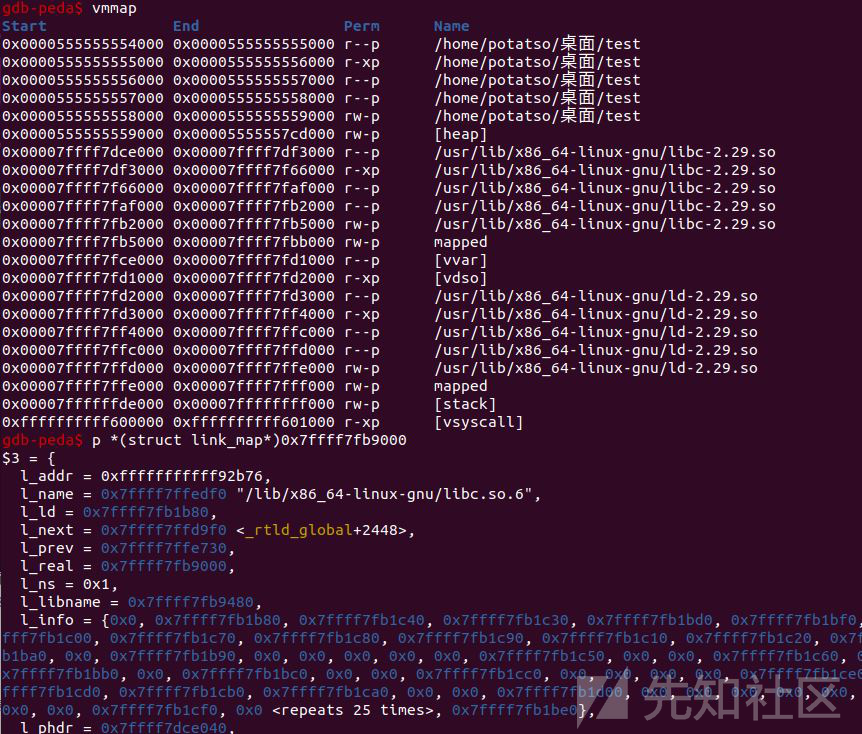 gdb-peda$ vmmap
Start End Perm Name
0x0000555555554000 0x0000555555555000 r--p /home/potatso/桌面/test
0x0000555555555000 0x0000555555556000 r-xp /home/potatso/桌面/test
0x0000555555556000 0x0000555555557000 r--p /home/potatso/桌面/test
0x0000555555557000 0x0000555555558000 r--p /home/potatso/桌面/test
0x0000555555558000 0x0000555555559000 rw-p /home/potatso/桌面/test
0x0000555555559000 0x00005555557cd000 rw-p [heap]
0x00007ffff7dce000 0x00007ffff7df3000 r--p /usr/lib/x86_64-linux-gnu/libc-2.29.so
0x00007ffff7df3000 0x00007ffff7f66000 r-xp /usr/lib/x86_64-linux-gnu/libc-2.29.so
0x00007ffff7f66000 0x00007ffff7faf000 r--p /usr/lib/x86_64-linux-gnu/libc-2.29.so
0x00007ffff7faf000 0x00007ffff7fb2000 r--p /usr/lib/x86_64-linux-gnu/libc-2.29.so
0x00007ffff7fb2000 0x00007ffff7fb5000 rw-p /usr/lib/x86_64-linux-gnu/libc-2.29.so
0x00007ffff7fb5000 0x00007ffff7fbb000 rw-p mapped
0x00007ffff7fce000 0x00007ffff7fd1000 r--p [vvar]
0x00007ffff7fd1000 0x00007ffff7fd2000 r-xp [vdso]
0x00007ffff7fd2000 0x00007ffff7fd3000 r--p /usr/lib/x86_64-linux-gnu/ld-2.29.so
0x00007ffff7fd3000 0x00007ffff7ff4000 r-xp /usr/lib/x86_64-linux-gnu/ld-2.29.so
0x00007ffff7ff4000 0x00007ffff7ffc000 r--p /usr/lib/x86_64-linux-gnu/ld-2.29.so
0x00007ffff7ffc000 0x00007ffff7ffd000 r--p /usr/lib/x86_64-linux-gnu/ld-2.29.so
0x00007ffff7ffd000 0x00007ffff7ffe000 rw-p /usr/lib/x86_64-linux-gnu/ld-2.29.so
0x00007ffff7ffe000 0x00007ffff7fff000 rw-p mapped
0x00007ffffffde000 0x00007ffffffff000 rw-p [stack]
0xffffffffff600000 0xffffffffff601000 r-xp [vsyscall]
gdb-peda$ p *(struct link_map*)0x7ffff7fb9000
$3 = {
l_addr = 0xfffffffffff92b76,
l_name = 0x7ffff7ffedf0 "/lib/x86_64-linux-gnu/libc.so.6",
l_ld = 0x7ffff7fb1b80,
l_next = 0x7ffff7ffd9f0 <_rtld_global+2448>,
l_prev = 0x7ffff7ffe730,
l_real = 0x7ffff7fb9000,
l_ns = 0x1,
l_libname = 0x7ffff7fb9480,
l_info = {0x0, 0x7ffff7fb1b80, 0x7ffff7fb1c40, 0x7ffff7fb1c30, 0x7ffff7fb1bd0, 0x7ffff7fb1bf0,
fff7fb1c00, 0x7ffff7fb1c70, 0x7ffff7fb1c80, 0x7ffff7fb1c90, 0x7ffff7fb1c10, 0x7ffff7fb1c20, 0x7f
b1ba0, 0x0, 0x7ffff7fb1b90, 0x0, 0x0, 0x0, 0x0, 0x0, 0x7ffff7fb1c50, 0x0, 0x0, 0x7ffff7fb1c60, 0
x7ffff7fb1bb0, 0x0, 0x7ffff7fb1bc0, 0x0, 0x0, 0x7ffff7fb1cc0, 0x0, 0x0, 0x0, 0x0, 0x7ffff7fb1ce0
ffff7fb1cd0, 0x7ffff7fb1cb0, 0x7ffff7fb1ca0, 0x0, 0x0, 0x7ffff7fb1d00, 0x0, 0x0, 0x0, 0x0, 0x0,
0x0, 0x0, 0x7ffff7fb1cf0, 0x0 <repeats 25 times>, 0x7ffff7fb1be0},
l_phdr = 0x7ffff7dce040,
先知社区